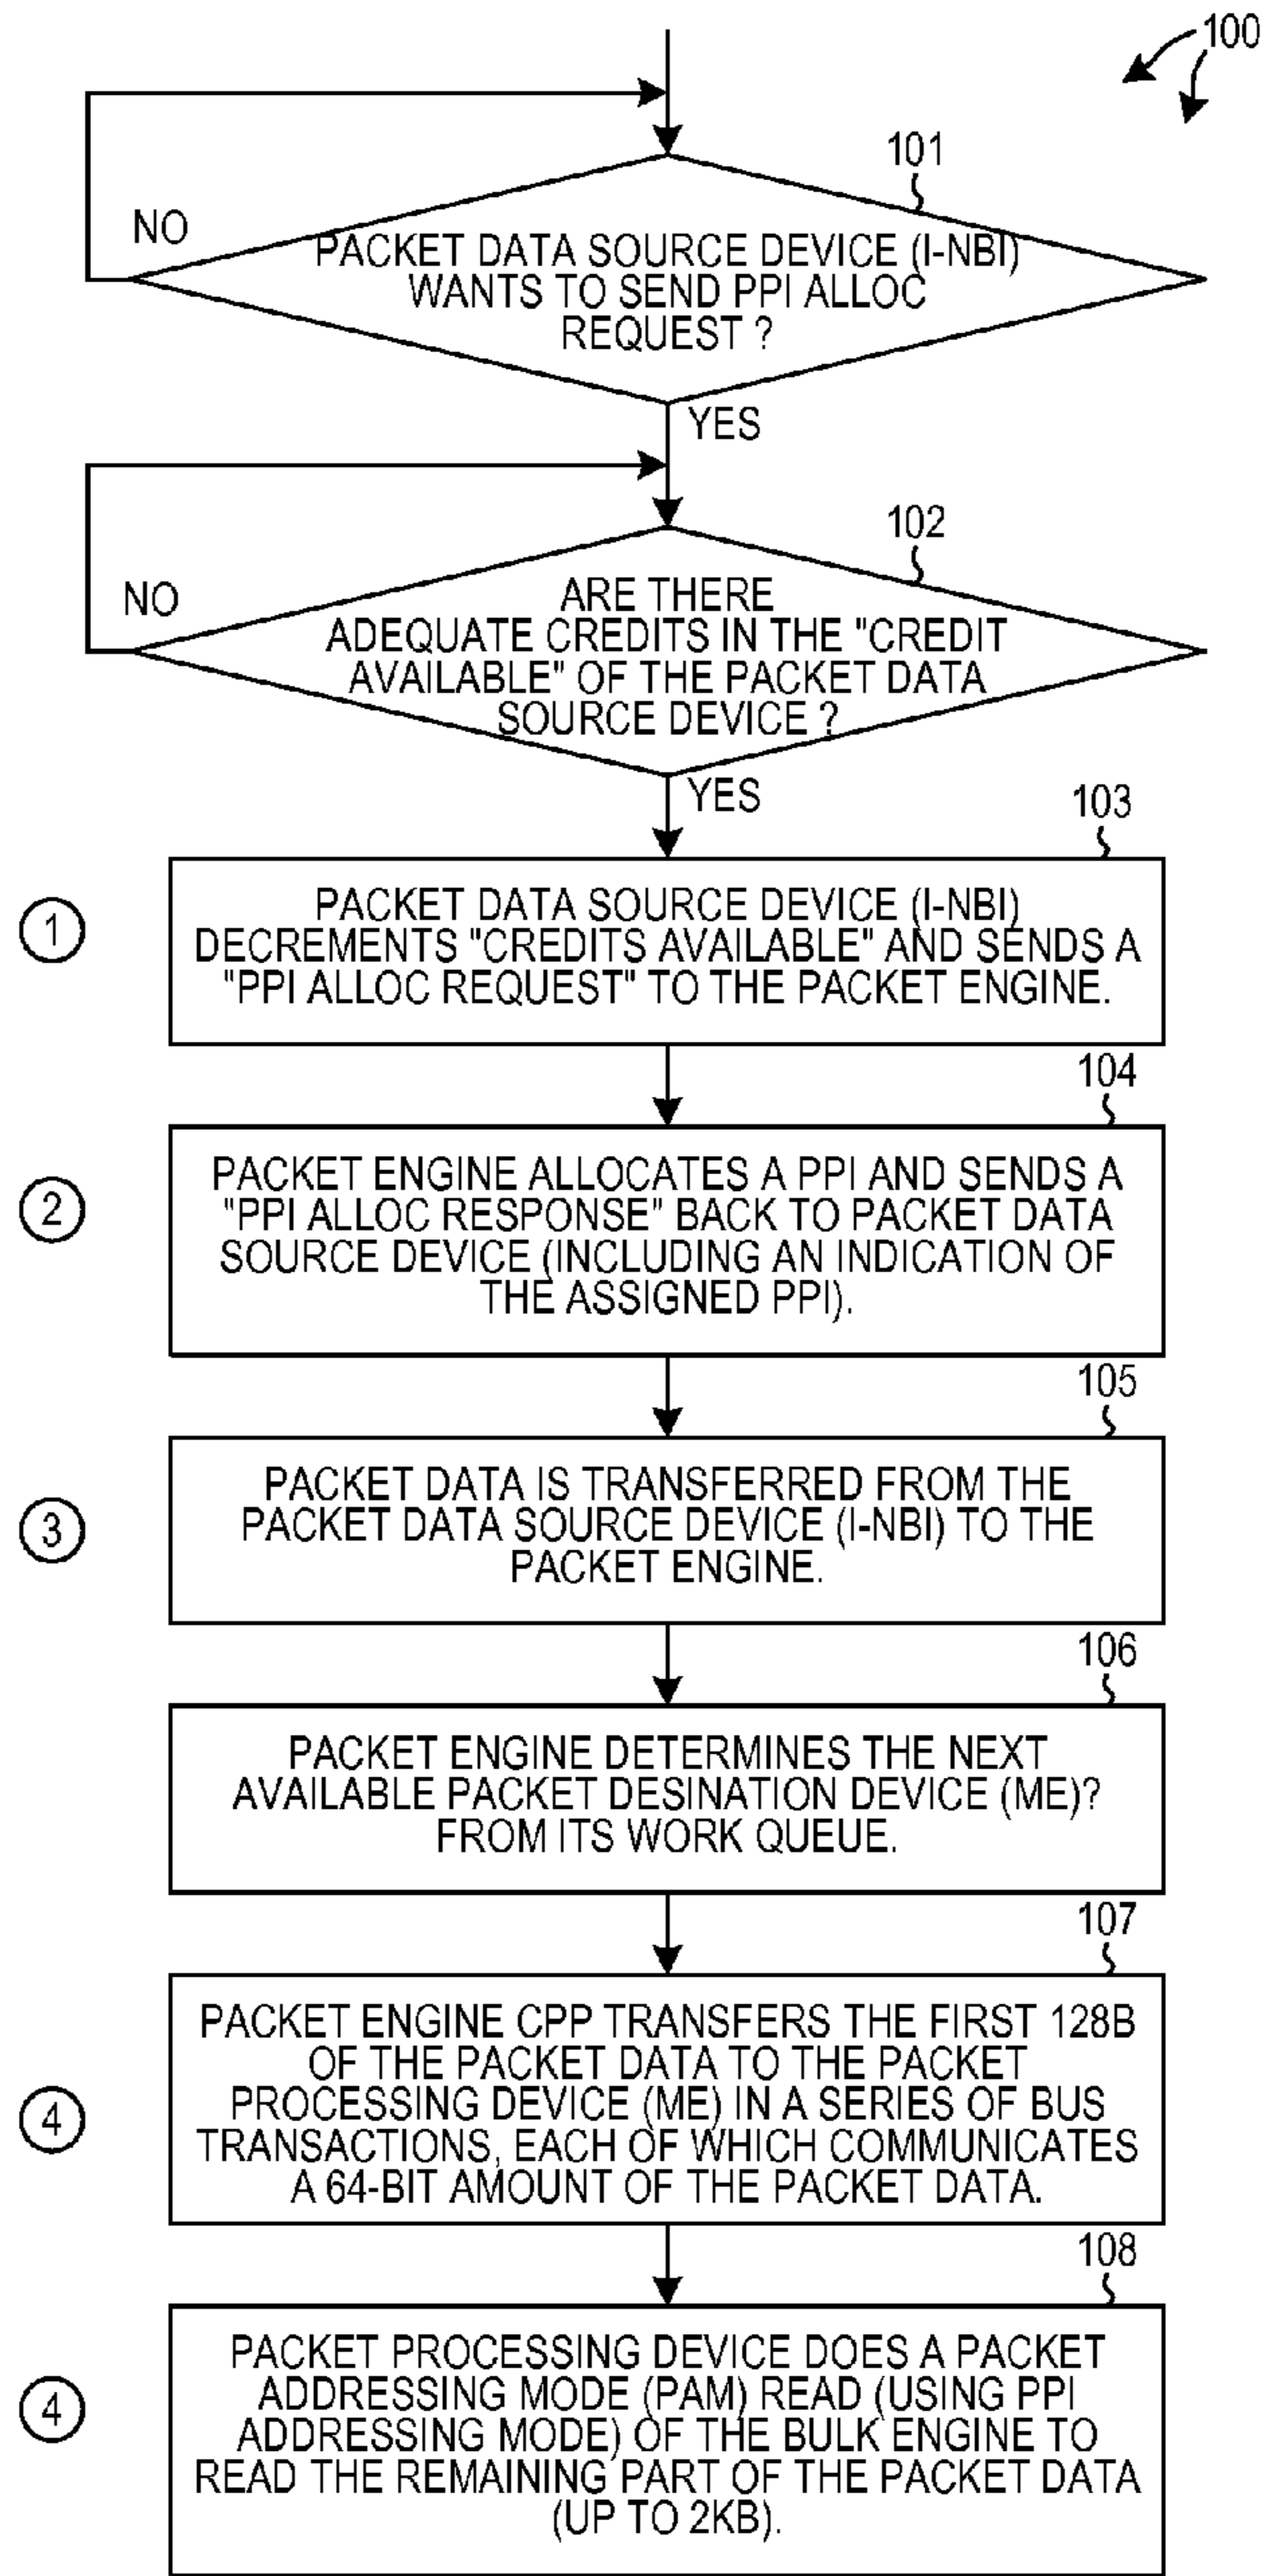 100
101
NO
PACKET DATA SOURCE DEVICE (I-NBI)
WANTS TO SEND PPI ALLOC
REQUEST ?
YES
102
NO
ARE THERE
ADEQUATE CREDITS IN THE "CREDIT
AVAILABLE" OF THE PACKET DATA
SOURCE DEVICE ?
YES
103
1
PACKET DATA SOURCE DEVICE (I-NBI)
DECREMENTS "CREDITS AVAILABLE" AND SENDS A
"PPI ALLOC REQUEST" TO THE PACKET ENGINE.
104
2
PACKET ENGINE ALLOCATES A PPI AND SENDS A
"PPI ALLOC RESPONSE" BACK TO PACKET DATA
SOURCE DEVICE (INCLUDING AN INDICATION OF
THE ASSIGNED PPI).
105
3
PACKET DATA IS TRANSFERRED FROM THE
PACKET DATA SOURCE DEVICE (I-NBI) TO THE
PACKET ENGINE.
106
PACKET ENGINE DETERMINES THE NEXT
AVAILABLE PACKET DESINATION DEVICE (ME)?
FROM ITS WORK QUEUE.
107
4
PACKET ENGINE CPP TRANSFERS THE FIRST 128B
OF THE PACKET DATA TO THE PACKET
PROCESSING DEVICE (ME) IN A SERIES OF BUS
TRANSACTIONS, EACH OF WHICH COMMUNICATES
A 64-BIT AMOUNT OF THE PACKET DATA.
108
4
PACKET PROCESSING DEVICE DOES A PACKET
ADDRESSING MODE (PAM) READ (USING PPI
ADDRESSING MODE) OF THE BULK ENGINE TO
READ THE REMAINING PART OF THE PACKET DATA
(UP TO 2KB).